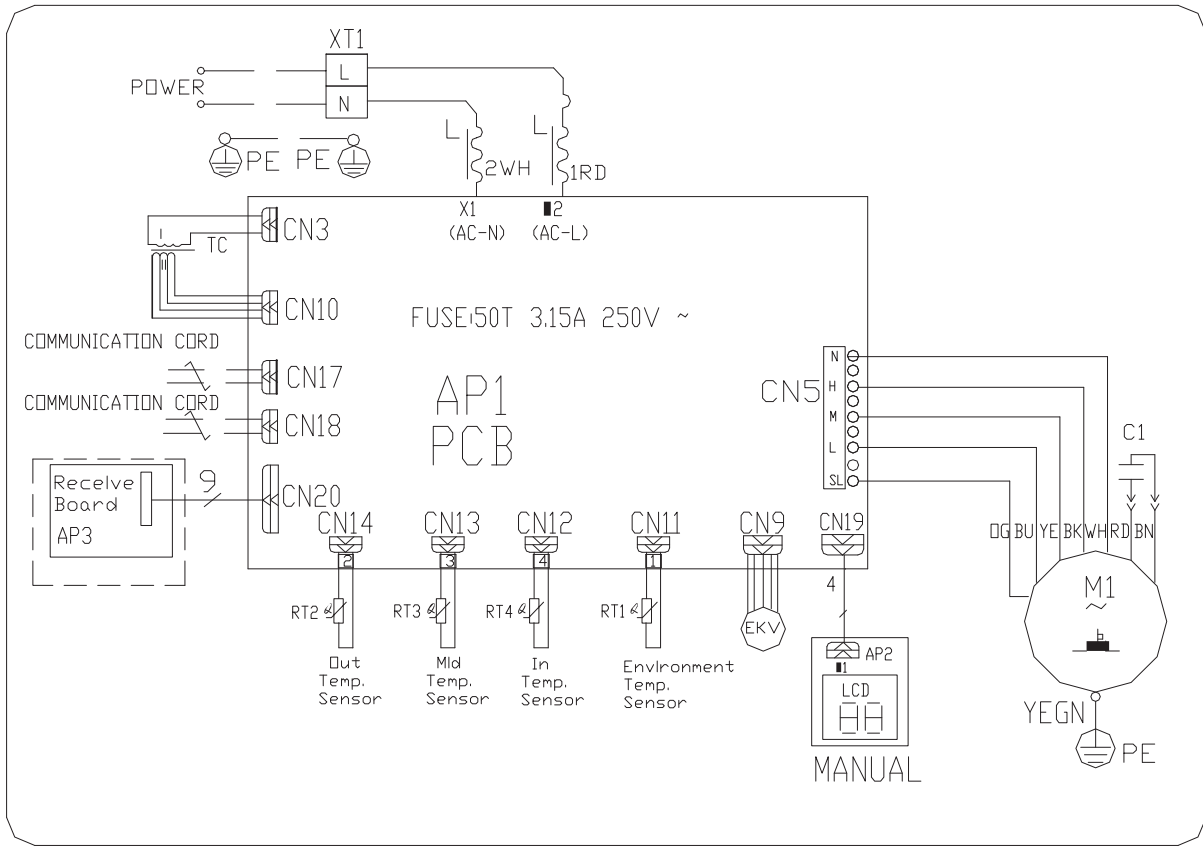 XT1
POWER
L
N
PE PE
L
L
2WH
1RD
X1
2
(AC-N) (AC-L)
CN3
TC
I
II
CN10
FUSE 50T 3.15A 250V ~
COMMUNICATION CORD
CN17
COMMUNICATION CORD
CN18
AP1
PCB
CN5
N
H
M
L
SL
C1
Receive
Board
AP3
9
CN20
CN14 CN13 CN12 CN11 CN9 CN19
2 3 4 1
4
OG BU YE BK WH RD BN
M1
~
RT2 RT3 RT4 RT1
EKV
Out
Temp.
Sensor
Mid
Temp.
Sensor
In
Temp.
Sensor
Environment
Temp.
Sensor
AP2
1
LCD
88
MANUAL
YEGN
PE